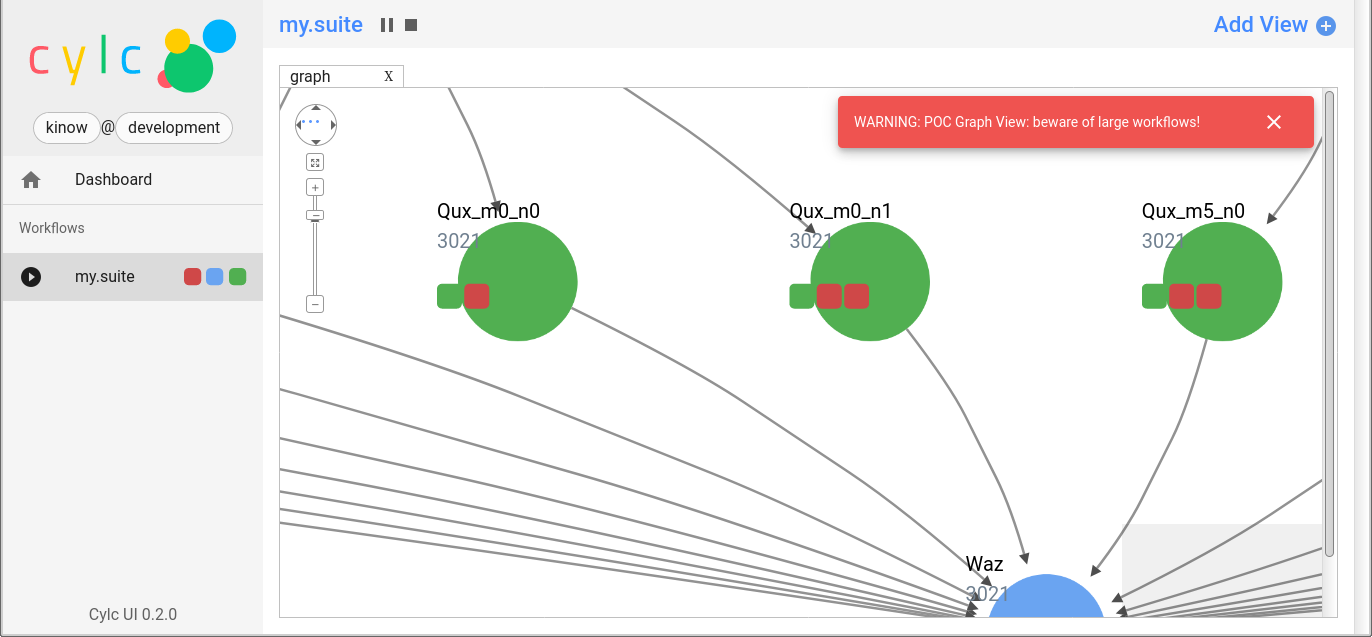 cylc
kinow @ development
Dashboard
Workflows
my.suite
Cylc UI 0.2.0
my.suite
Add View
graph X
WARNING: POC Graph View: beware of large workflows!
Qux_m0_n0
3021
Qux_m0_n1
3021
Qux_m5_n0
3021
Waz
3021